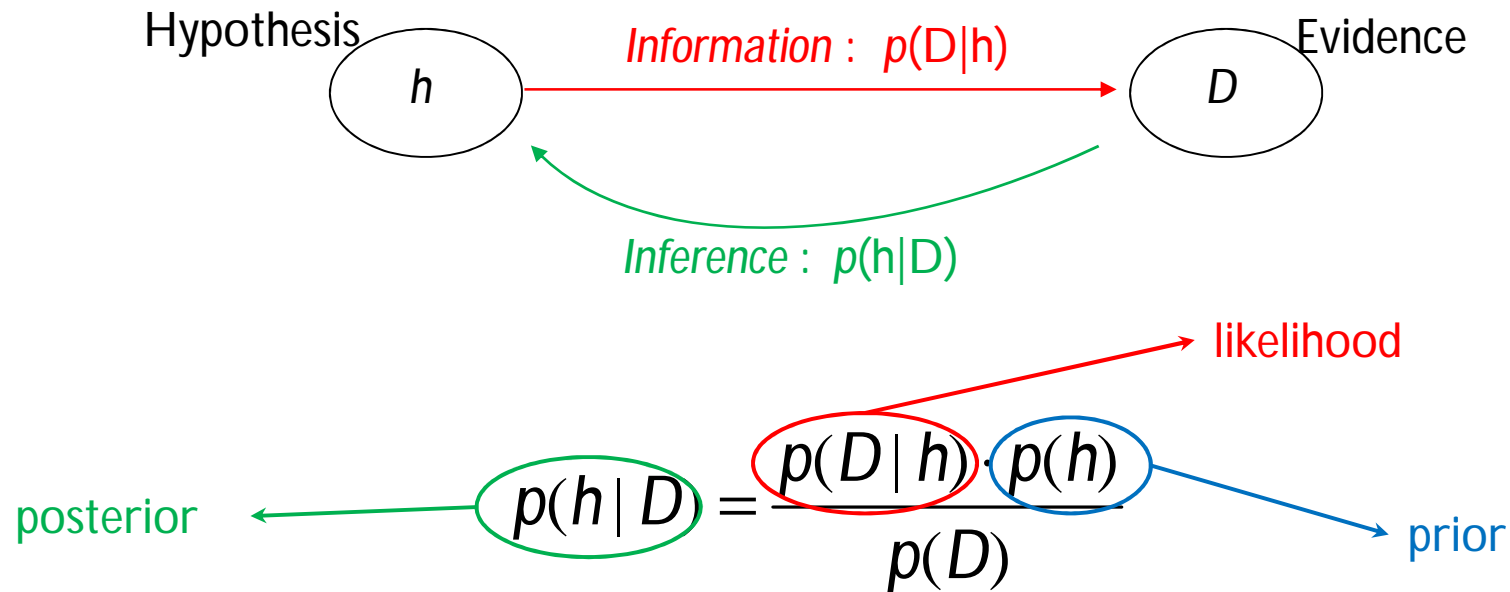 Hypothesis
h
Information : p(D|h)
D
Evidence
Inference : p(h|D)
likelihood
posterior
p(h | D) = p(D | h) · p(h)
p(D)
prior